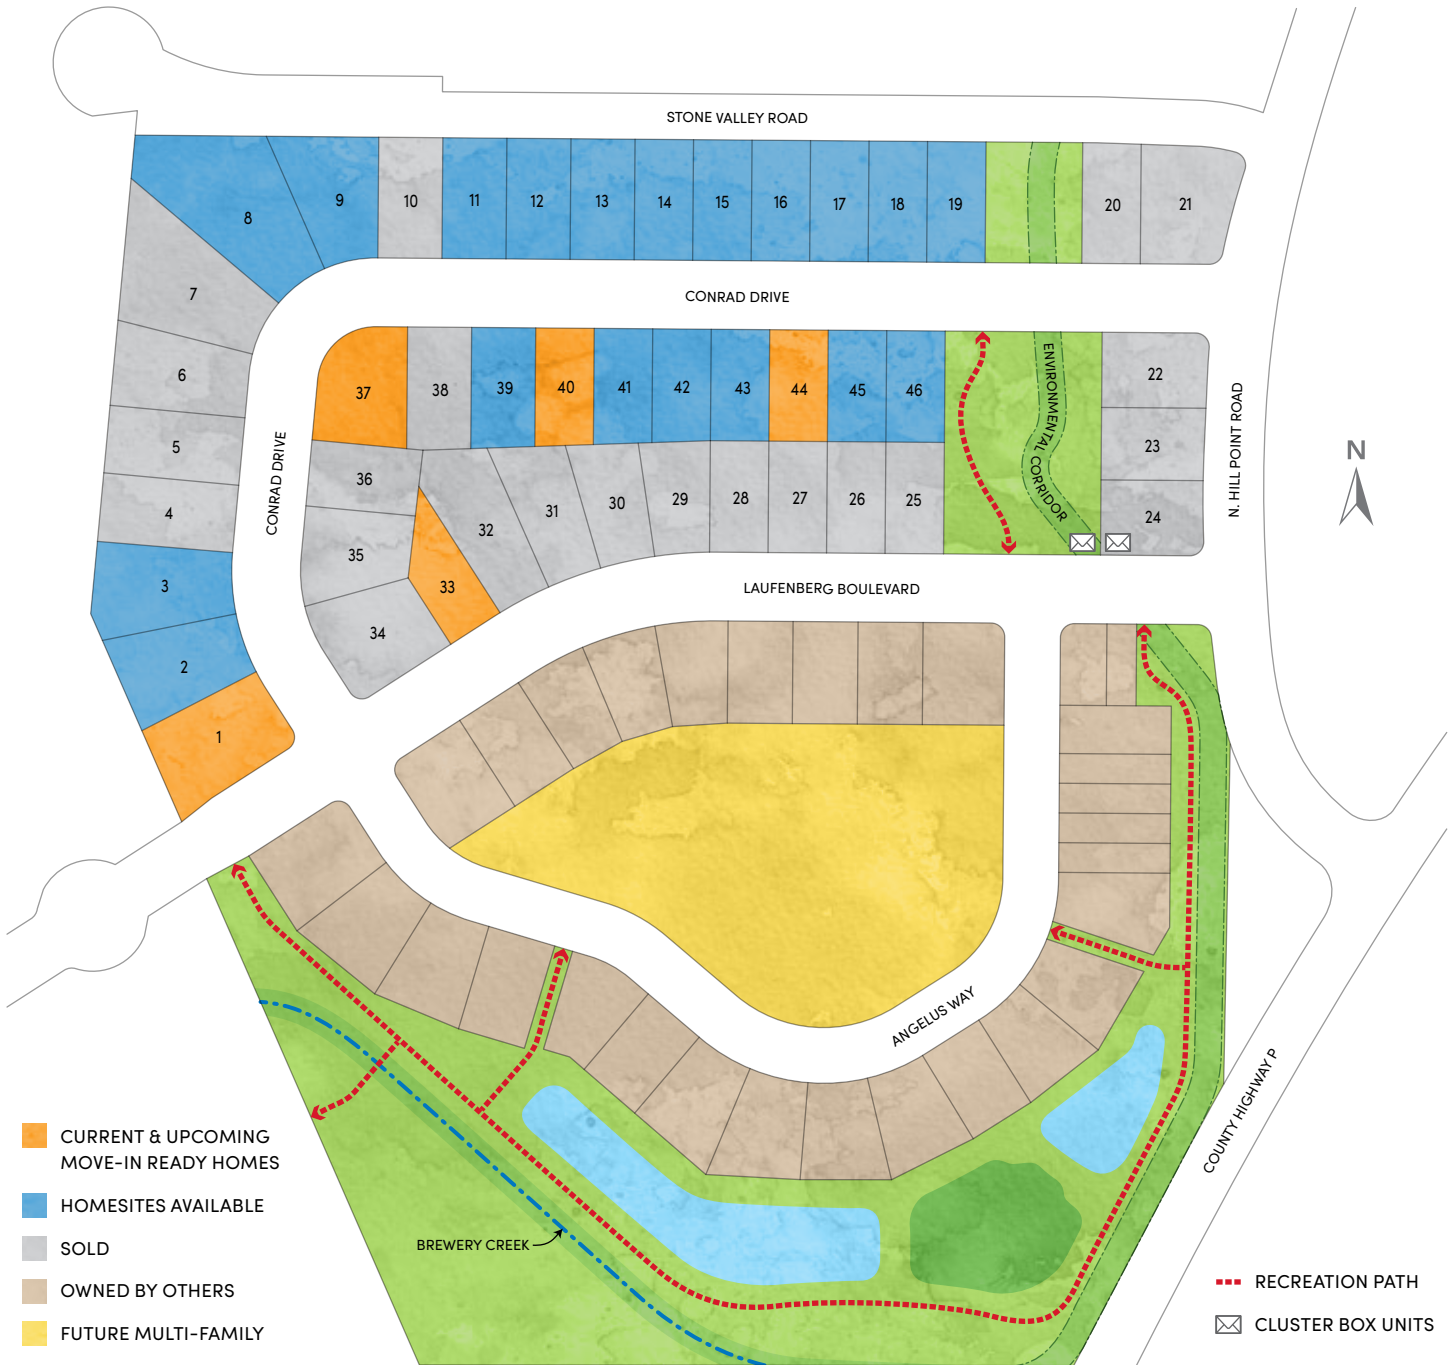 STONE VALLEY ROAD
8
9
10
11
12
13
14
15
16
17
18
19
20
21
7
CONRAD DRIVE
6
5
4
3
2
1
CONRAD DRIVE
37
38
39
40
41
42
43
44
45
46
ENVIRONMENTAL CORRIDOR
22
23
24
N. HILL POINT ROAD
N
36
35
34
33
32
31
30
29
28
27
26
25
LAUFENBERG BOULEVARD
ANGELUS WAY
COUNTY HIGHWAY P
BREWERY CREEK
CURRENT & UPCOMING
MOVE-IN READY HOMES
HOMESITES AVAILABLE
SOLD
OWNED BY OTHERS
FUTURE MULTI-FAMILY
RECREATION PATH
CLUSTER BOX UNITS